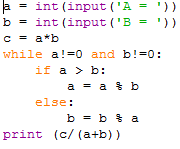 a = int(input('A = '))
b = int(input('B = '))
c = a*b
while a!=0 and b!=0:
    if a > b:
        a = a % b
    else:
        b = b % a
print (c/(a+b))